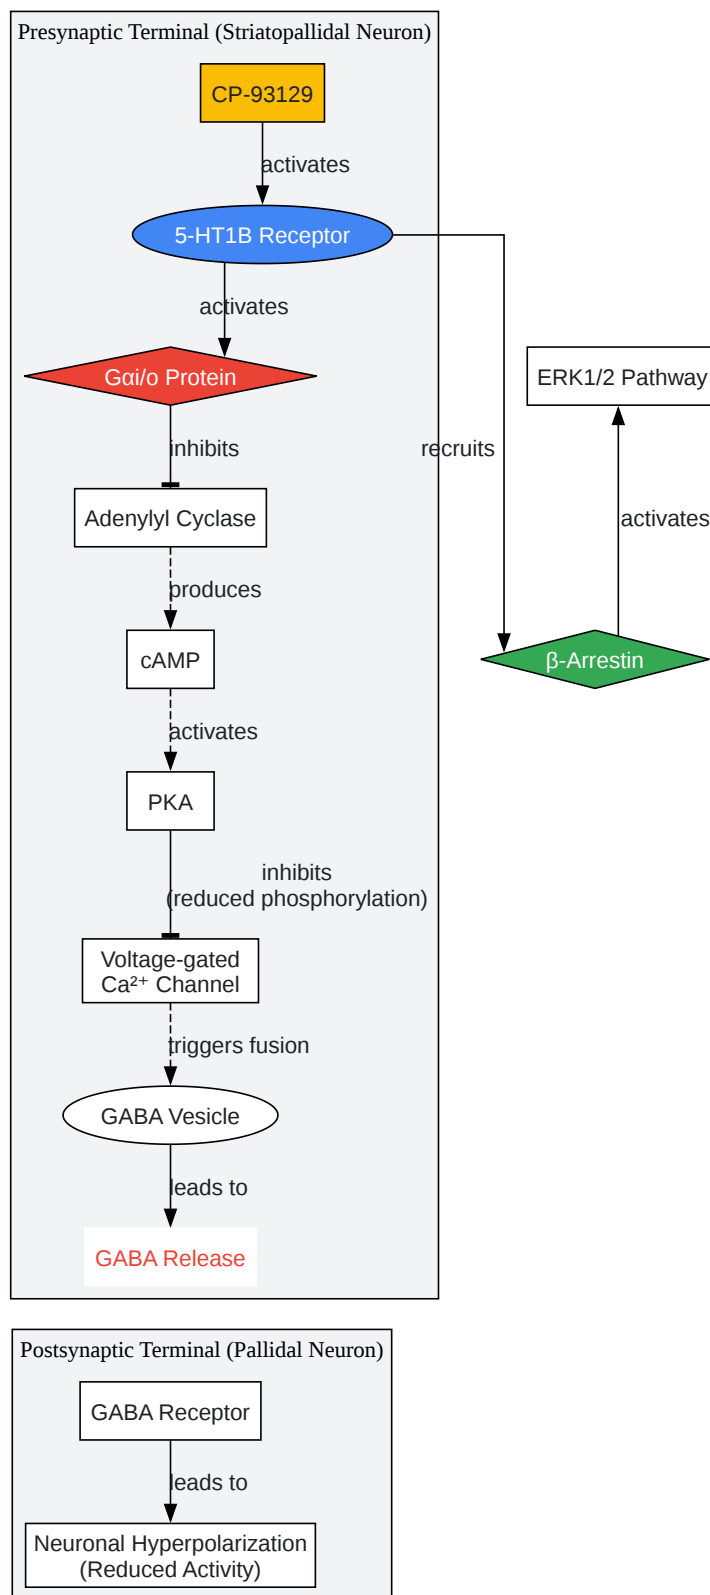 Presynaptic Terminal (Striatopallidal Neuron)
CP-93129
activates
5-HT1B Receptor
activates
Gαi/o Protein
ERK1/2 Pathway
inhibits
recruits
Adenylyl Cyclase
activates
produces
cAMP
β-Arrestin
activates
PKA
inhibits
(reduced phosphorylation)
Voltage-gated
Ca²⁺ Channel
triggers fusion
GABA Vesicle
leads to
GABA Release
Postsynaptic Terminal (Pallidal Neuron)
GABA Receptor
leads to
Neuronal Hyperpolarization
(Reduced Activity)